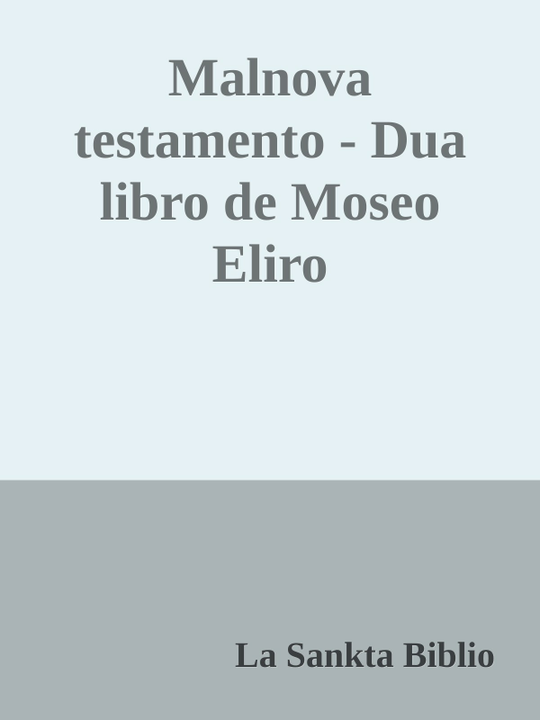 Malnova
testamento - Dua
libro de Moseo
Eliro
La Sankta Biblio